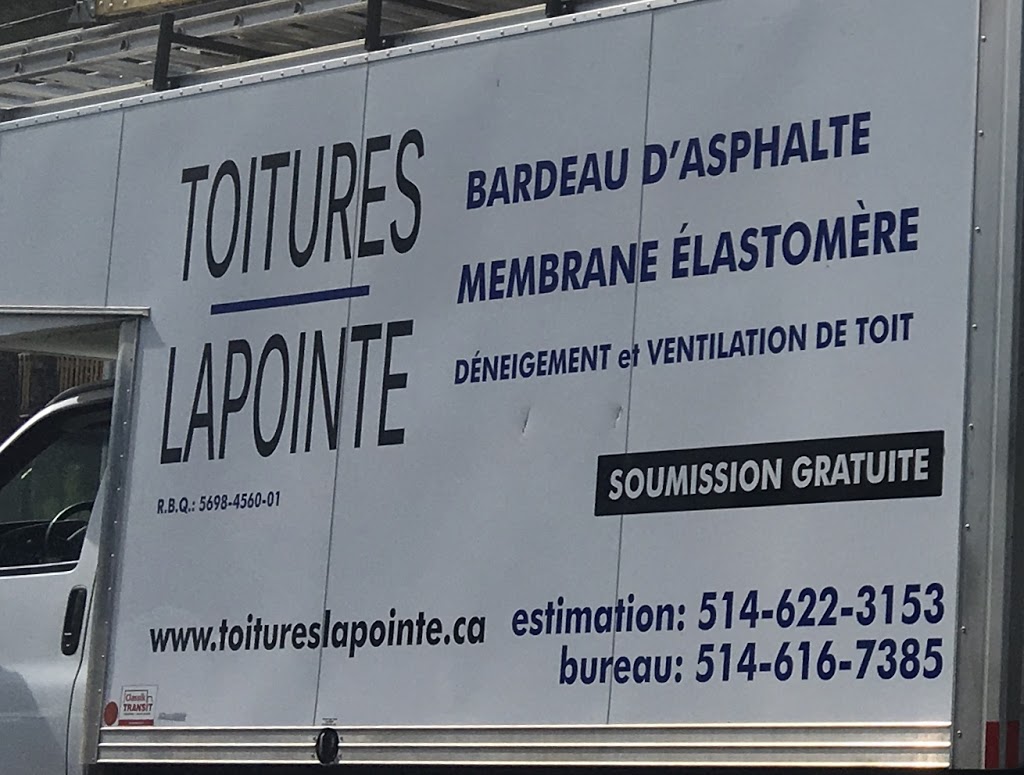 TOITURES
LAPOINTE
R.B.Q.: 5698-4560-01
BARDEAU D'ASPHALTE
MEMBRANE ÉLASTOMÈRE
DÉNEIGEMENT et VENTILATION DE TOIT
SOUMISSION GRATUITE
www.toitureslapointe.ca
estimation: 514-622-3153
bureau: 514-616-7385
TRANSIT